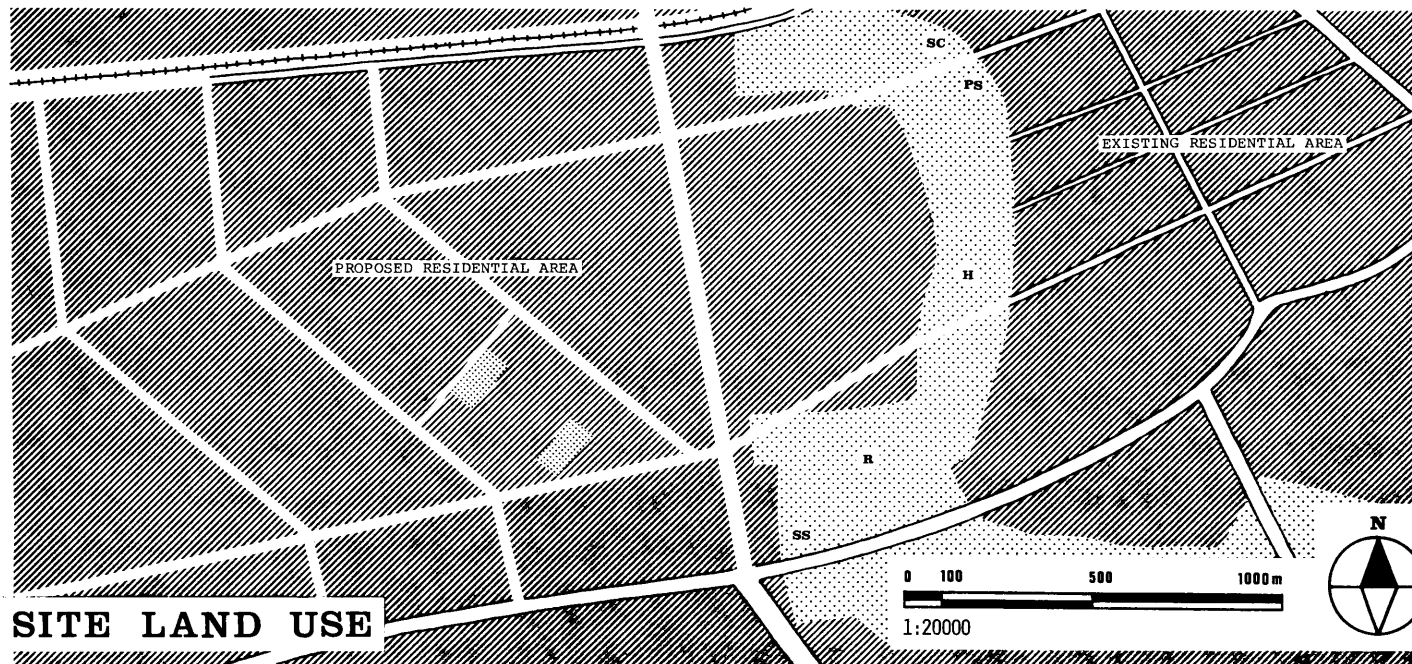 SC
PS
EXISTING RESIDENTIAL AREA
PROPOSED RESIDENTIAL AREA
H
R
SS
N
0 100 500 1000m
1:20000
SITE LAND USE